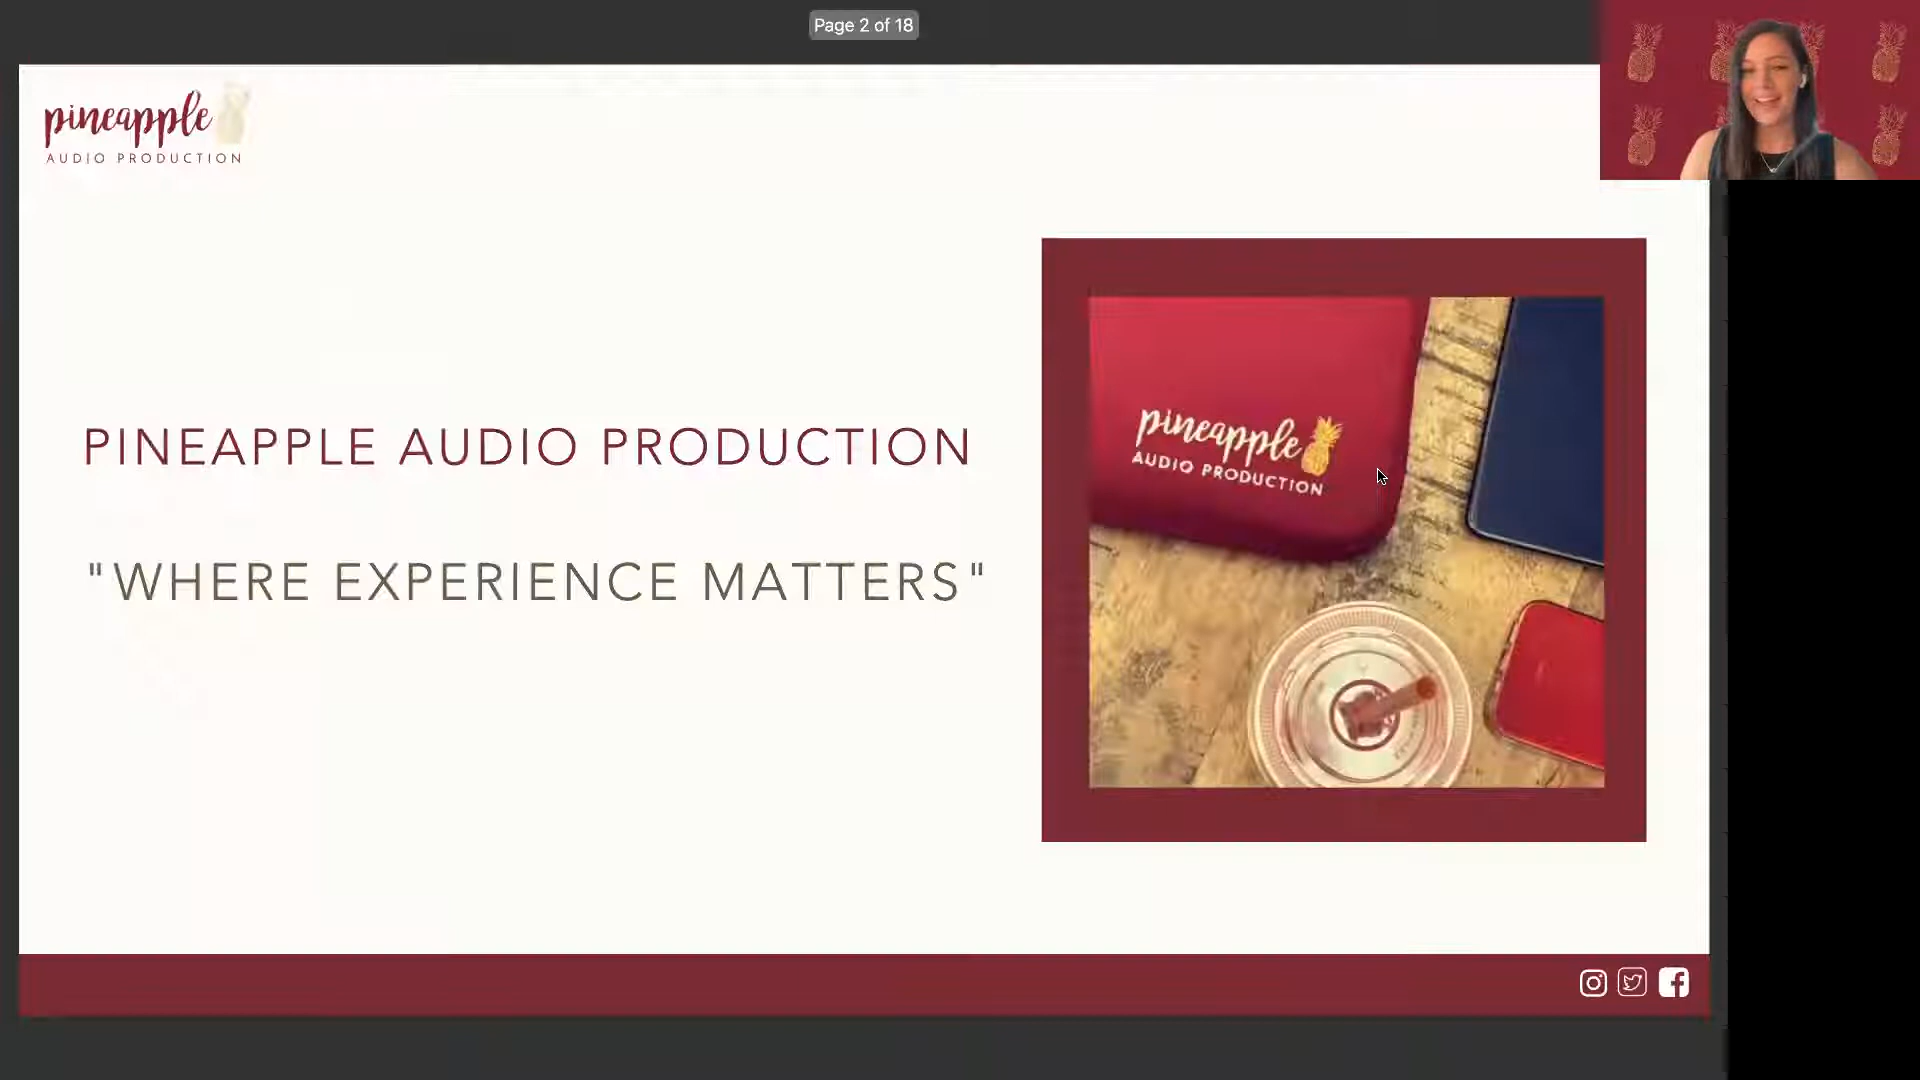 Page 2 of 18
pineapple
AUDIO PRODUCTION
PINEAPPLE AUDIO PRODUCTION
"WHERE EXPERIENCE MATTERS"
pineapple
AUDIO PRODUCTION